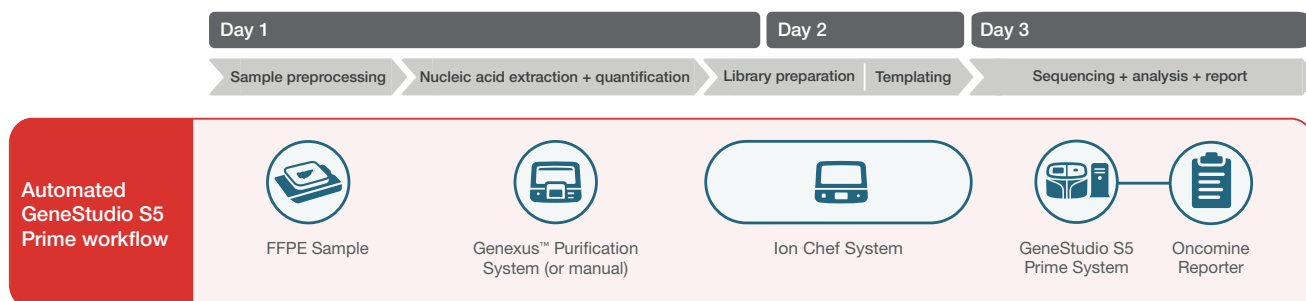 Day 1
Day 2
Day 3
Sample preprocessing
Nucleic acid extraction + quantification
Library preparation
Templating
Sequencing + analysis + report
Automated
GeneStudio S5
Prime workflow
FFPE Sample
Genexus™ Purification
System (or manual)
Ion Chef System
GeneStudio S5
Prime System
Oncomine
Reporter